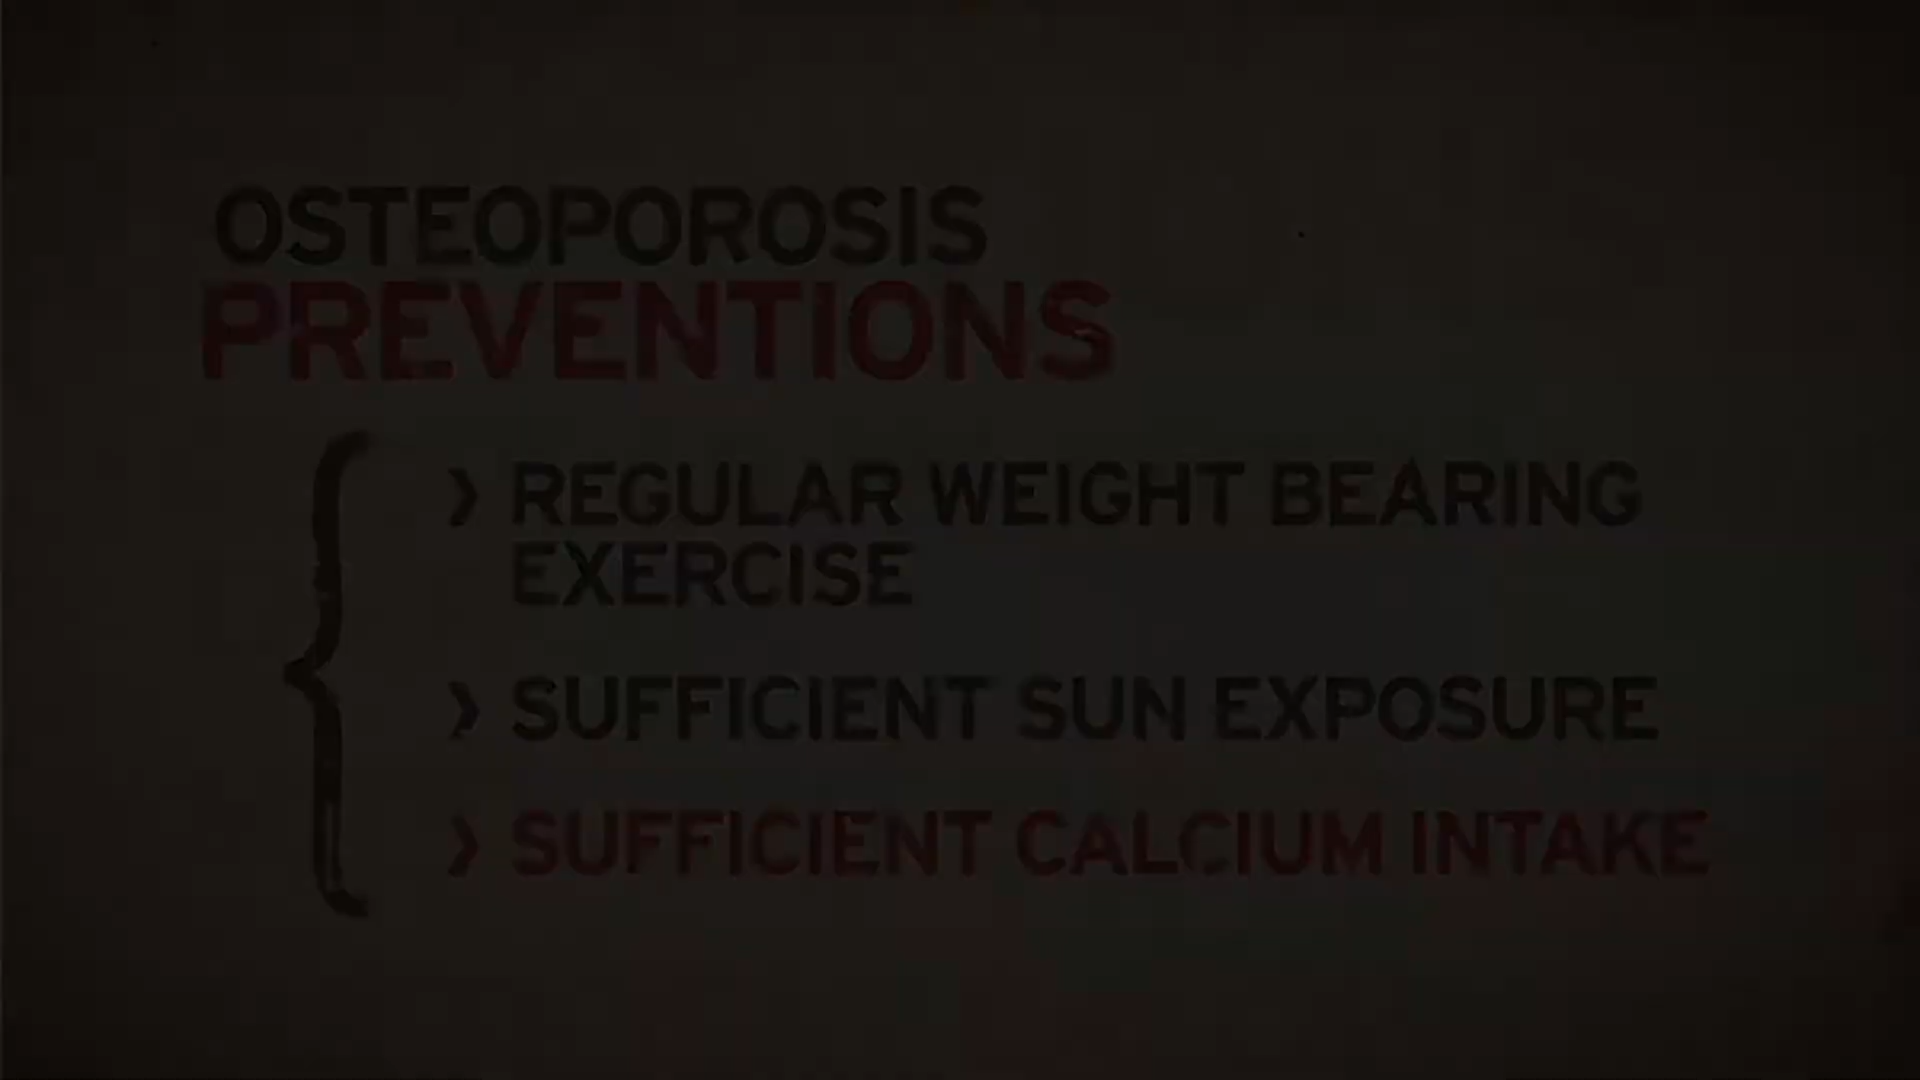 OSTEOPOROSIS
PREVENTIONS
› REGULAR WEIGHT BEARING
EXERCISE
› SUFFICIENT SUN EXPOSURE
› SUFFICIENT CALCIUM INTAKE